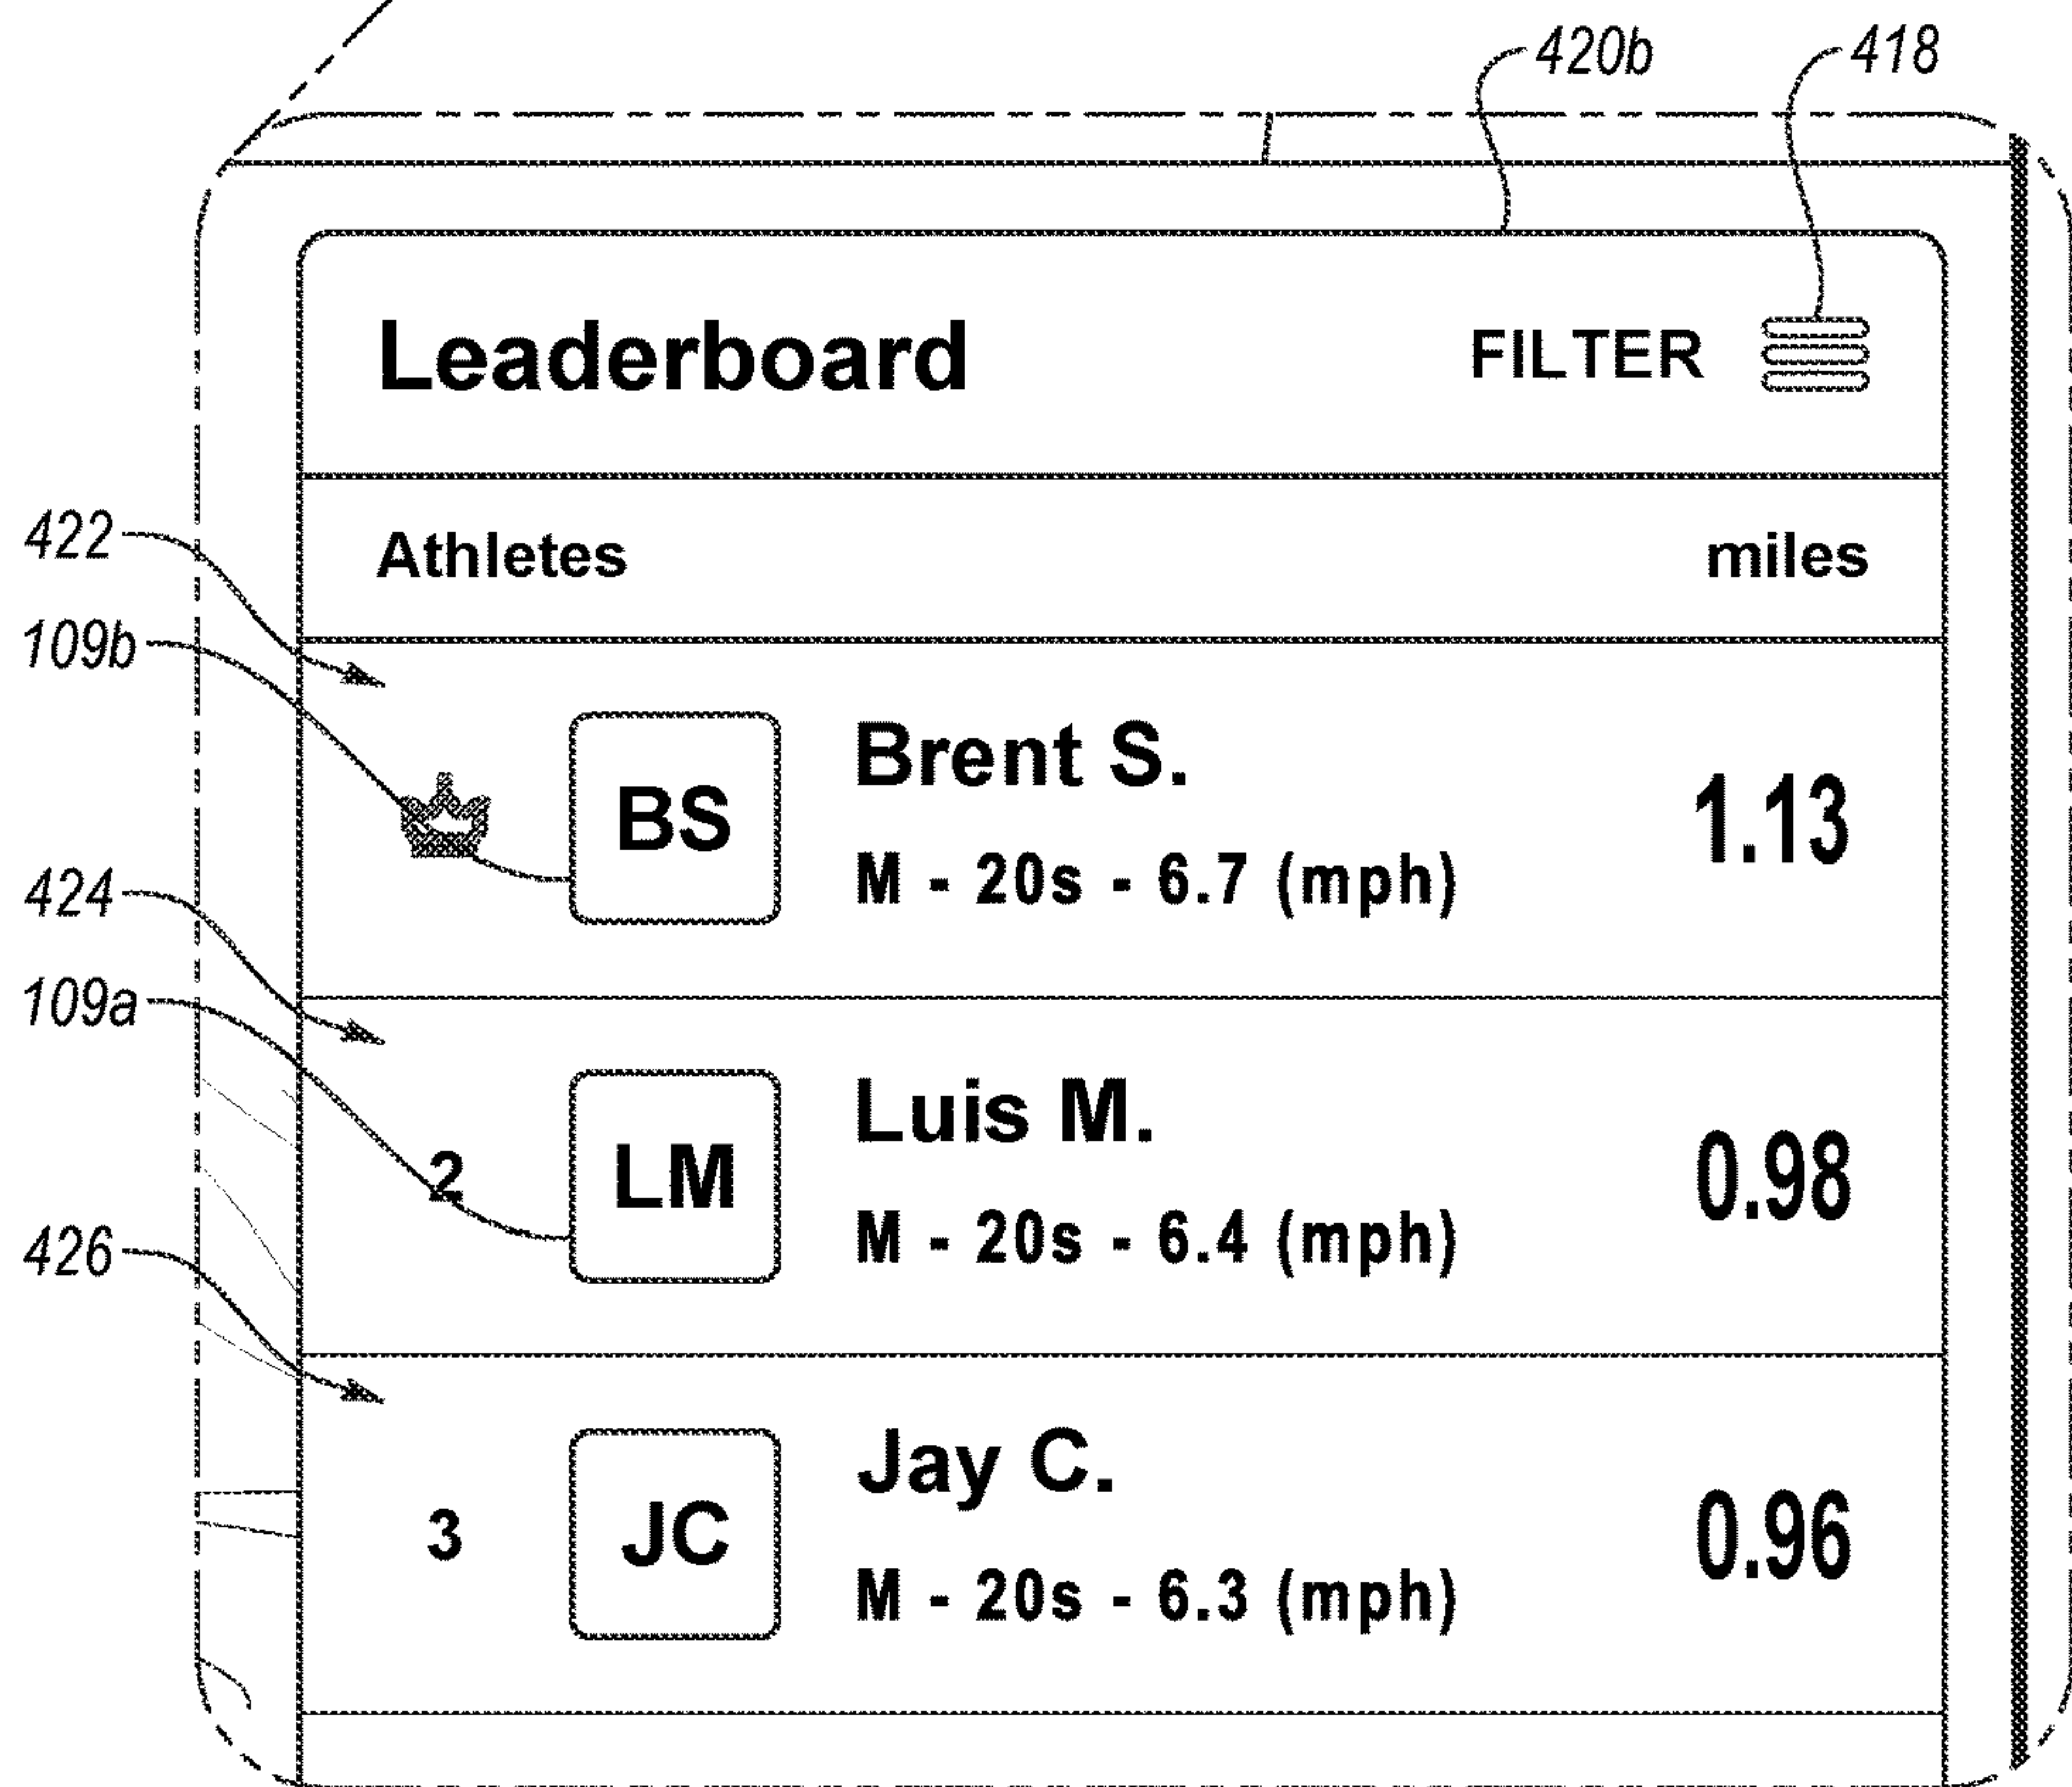 420b 418
Leaderboard FILTER
422 Athletes miles
109b
Brent S.
BS 1.13
M - 20s - 6.7 (mph)
424
109a
Luis M.
2 LM 0.98
M - 20s - 6.4 (mph)
426
Jay C.
3 JC 0.96
M - 20s - 6.3 (mph)